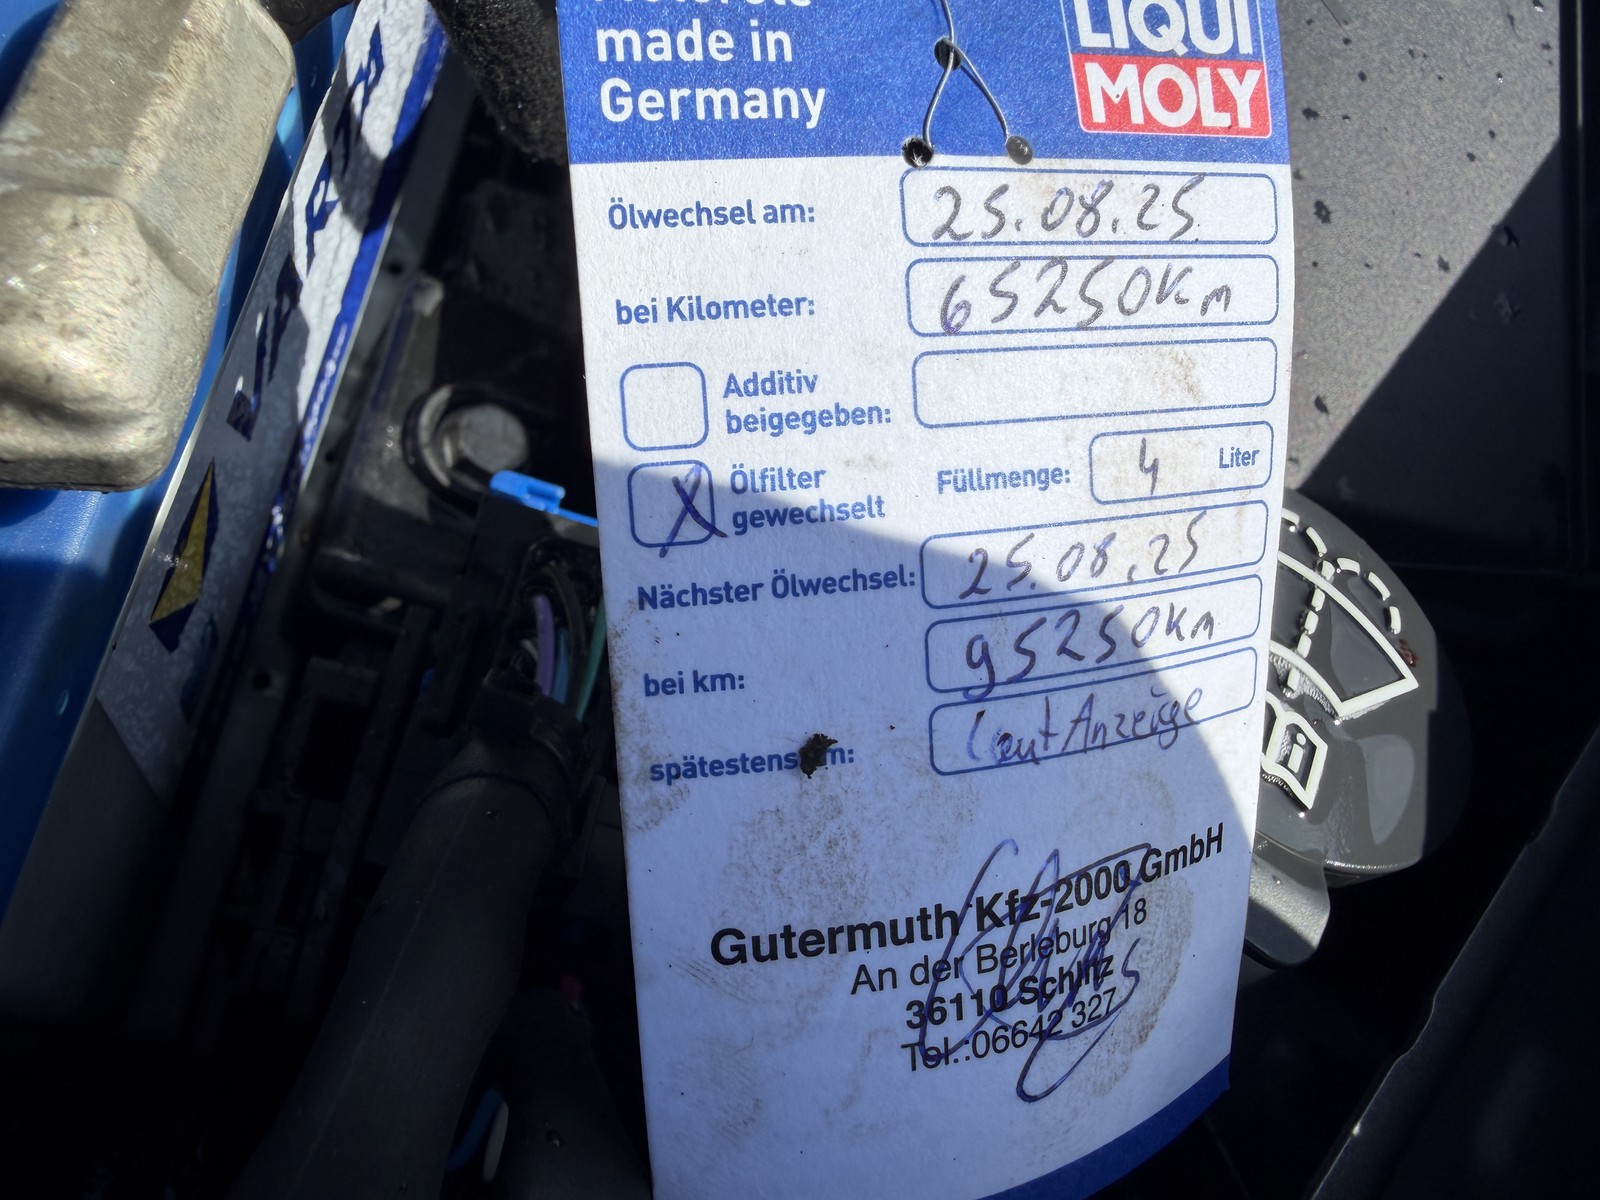 made in
Germany
LIQUI
MOLY
Ölwechsel am: 25.08.25
bei Kilometer: 65250Km
Additiv
beigegeben:
Ölfilter
gewechselt
X
Füllmenge: 4 Liter
Nächster Ölwechsel: 25.08.25
bei km: 95250Km
spätestens laut Anzeige
Gutermuth Kfz-2000 GmbH
An der Berleburg 18
36110 Schlitz
Tel.:06642 327